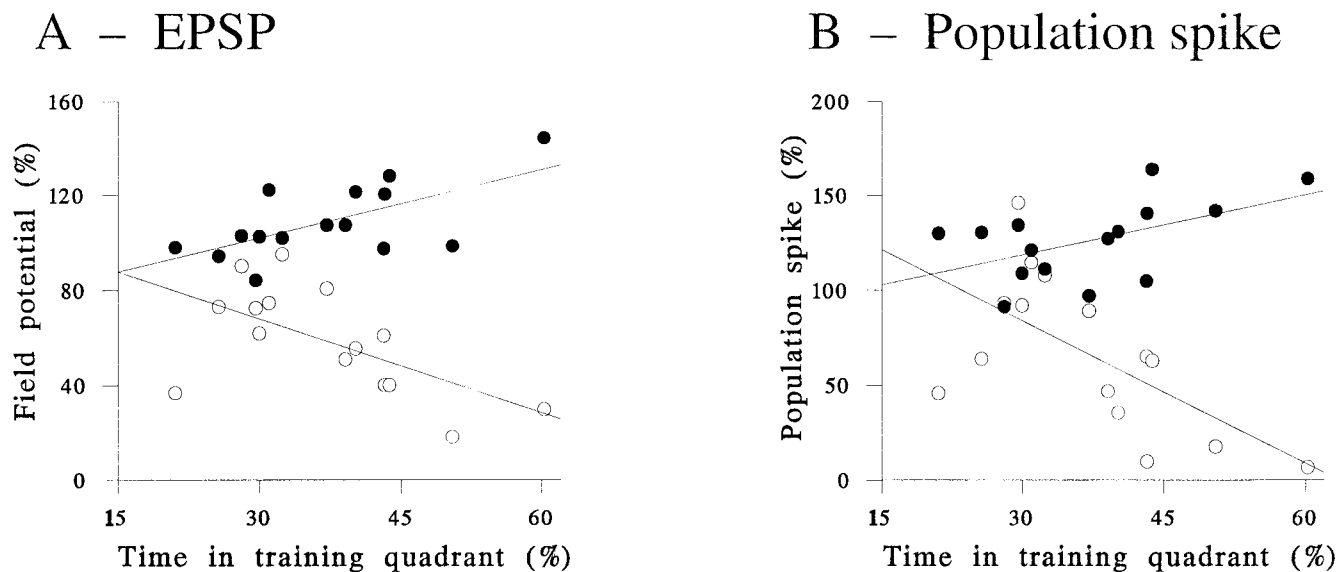 A – EPSP
160
120
80
40
0
Field potential (%)
15 30 45 60
Time in training quadrant (%)
B – Population spike
200
150
100
50
0
Population spike (%)
15 30 45 60
Time in training quadrant (%)